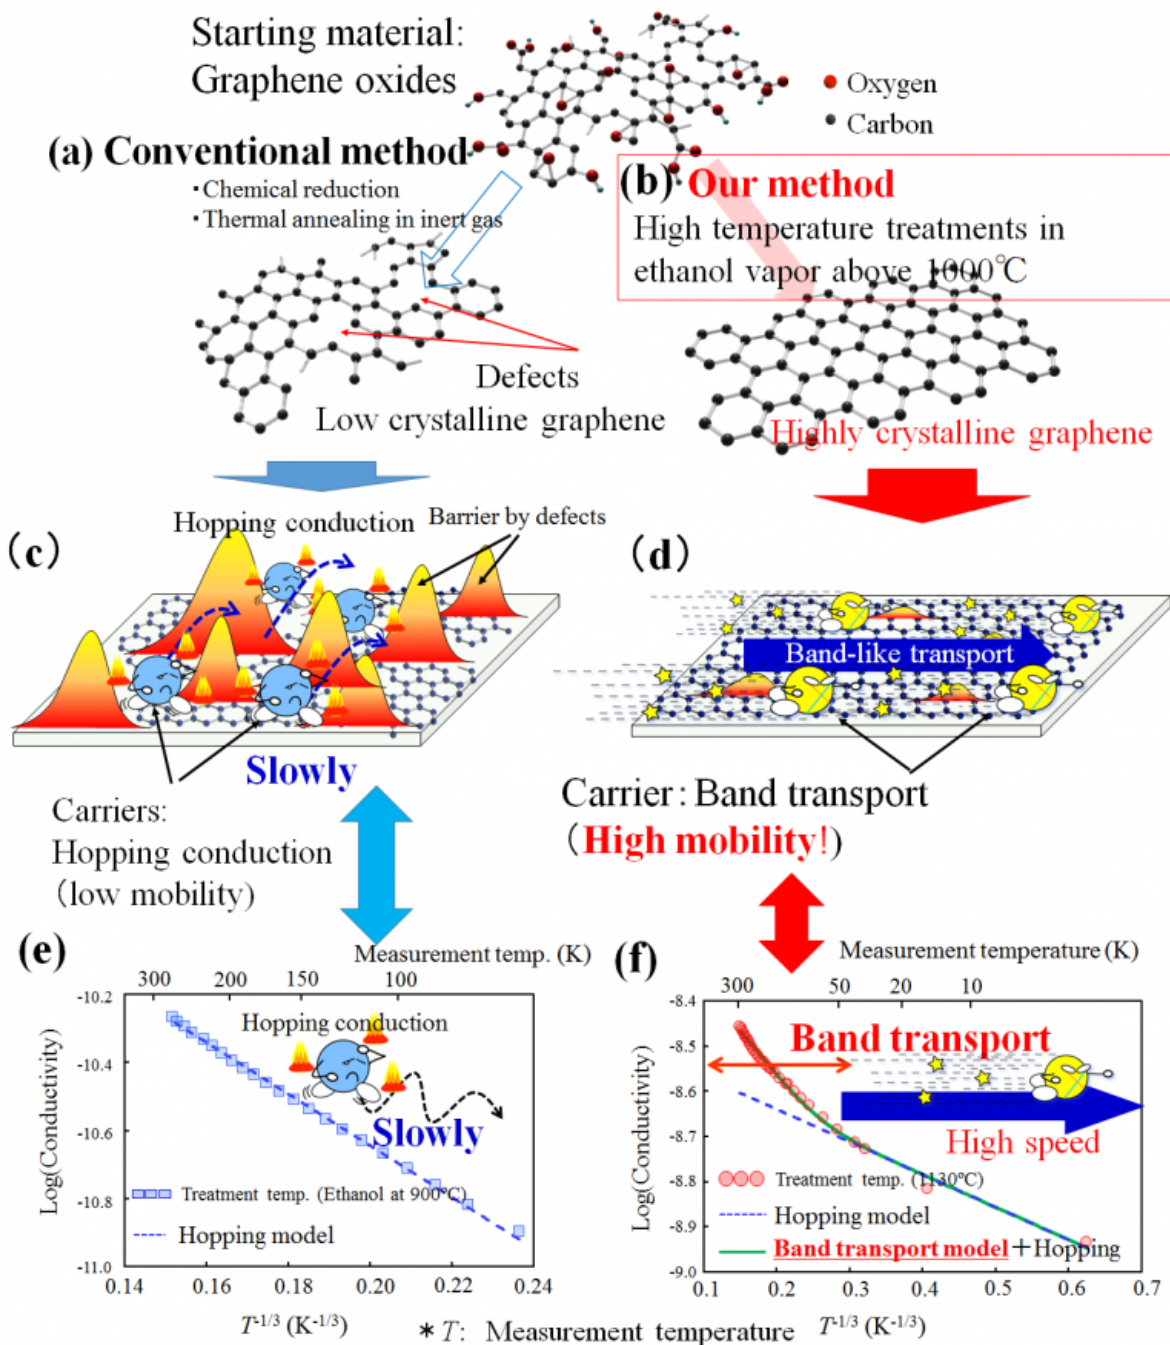 Starting material:
Graphene oxides
Oxygen
Carbon
(a) Conventional method
・Chemical reduction
・Thermal annealing in inert gas
(b) Our method
High temperature treatments in
ethanol vapor above 1000℃
Defects
Low crystalline graphene
Highly crystalline graphene
(c)
Hopping conduction
Barrier by defects
Slowly
Carriers:
Hopping conduction
(low mobility)
(d)
Band-like transport
Carrier : Band transport
(High mobility!)
(e)
Measurement temp. (K)
300 200 150 100
-10.2
-10.4
-10.6
-10.8
-11.0
Log(Conductivity)
Hopping conduction
Slowly
Treatment temp. (Ethanol at 900ºC)
Hopping model
0.14 0.16 0.18 0.20 0.22 0.24
T-1/3 (K-1/3)
(f)
Measurement temperature (K)
300 50 20 10
-8.4
-8.5
-8.6
-8.7
-8.8
-8.9
-9.0
Log(Conductivity)
Band transport
High speed
Treatment temp. (1130ºC)
Hopping model
Band transport model+Hopping
0.1 0.2 0.3 0.4 0.5 0.6 0.7
T-1/3 (K-1/3)
* T: Measurement temperature